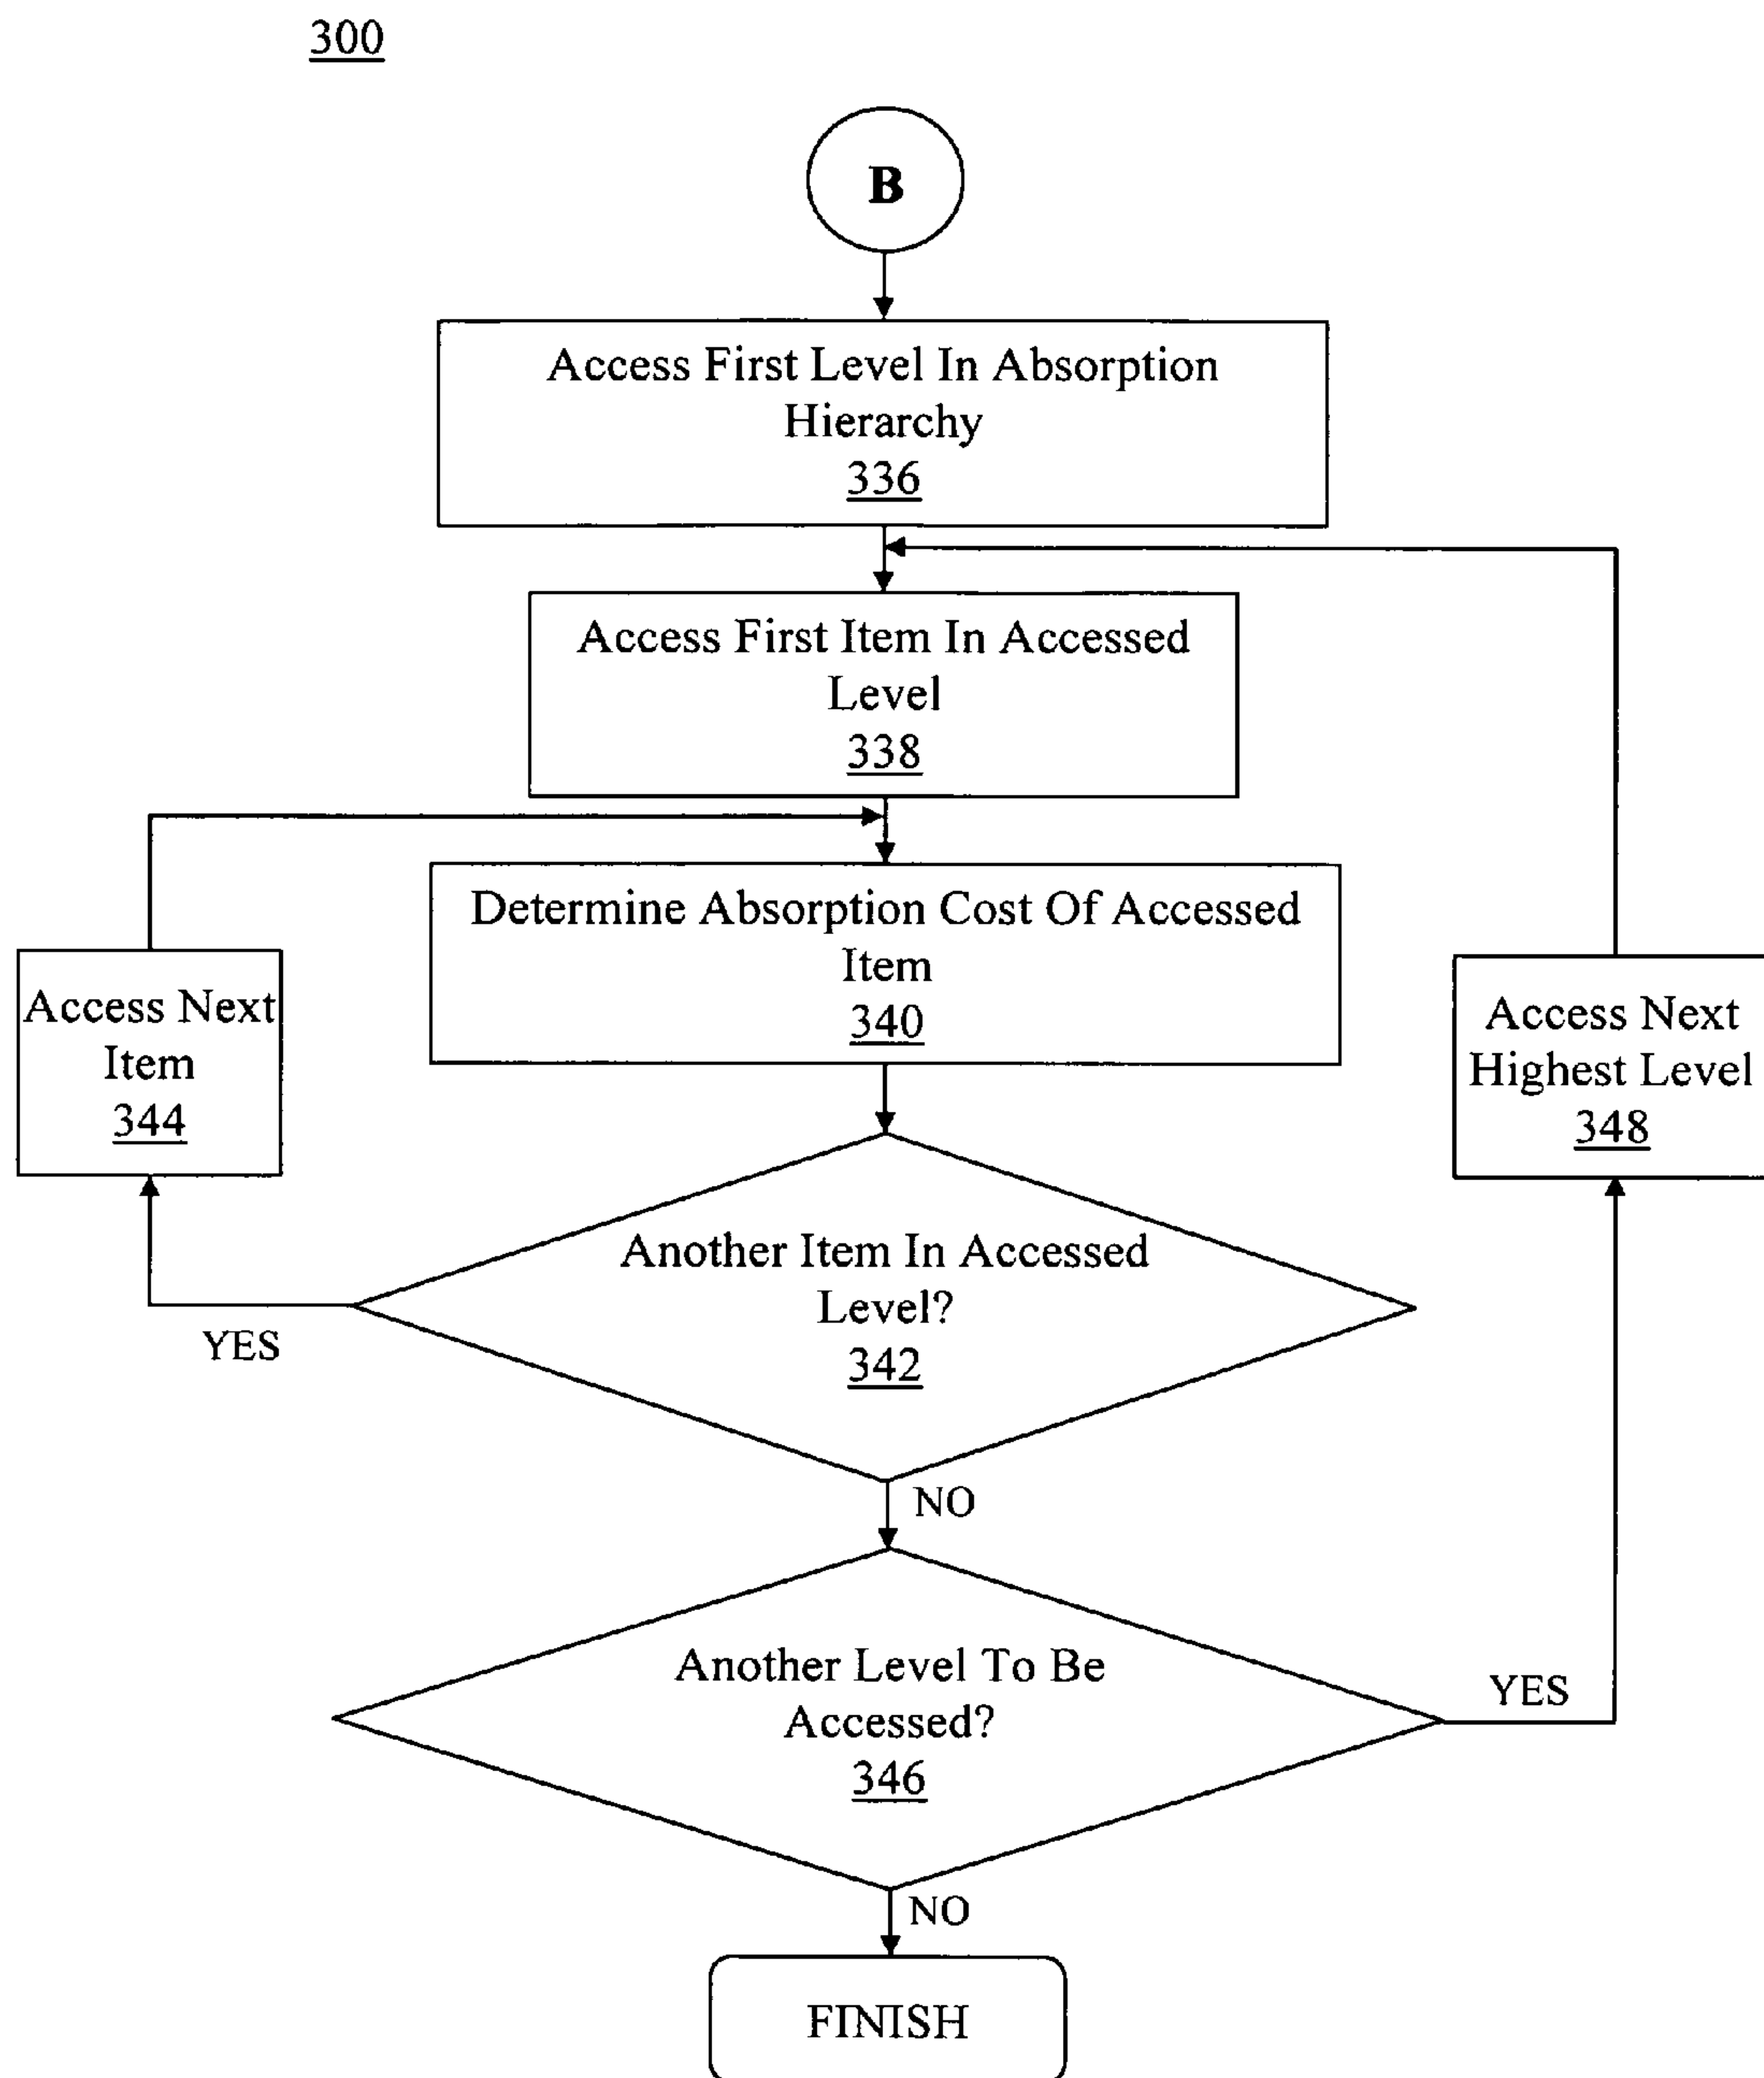 300
B
Access First Level In Absorption
Hierarchy
336
Access First Item In Accessed
Level
338
Determine Absorption Cost Of Accessed
Item
340
Access Next
Item
344
Access Next
Highest Level
348
Another Item In Accessed
Level?
342
YES
NO
Another Level To Be
Accessed?
346
YES
NO
FINISH